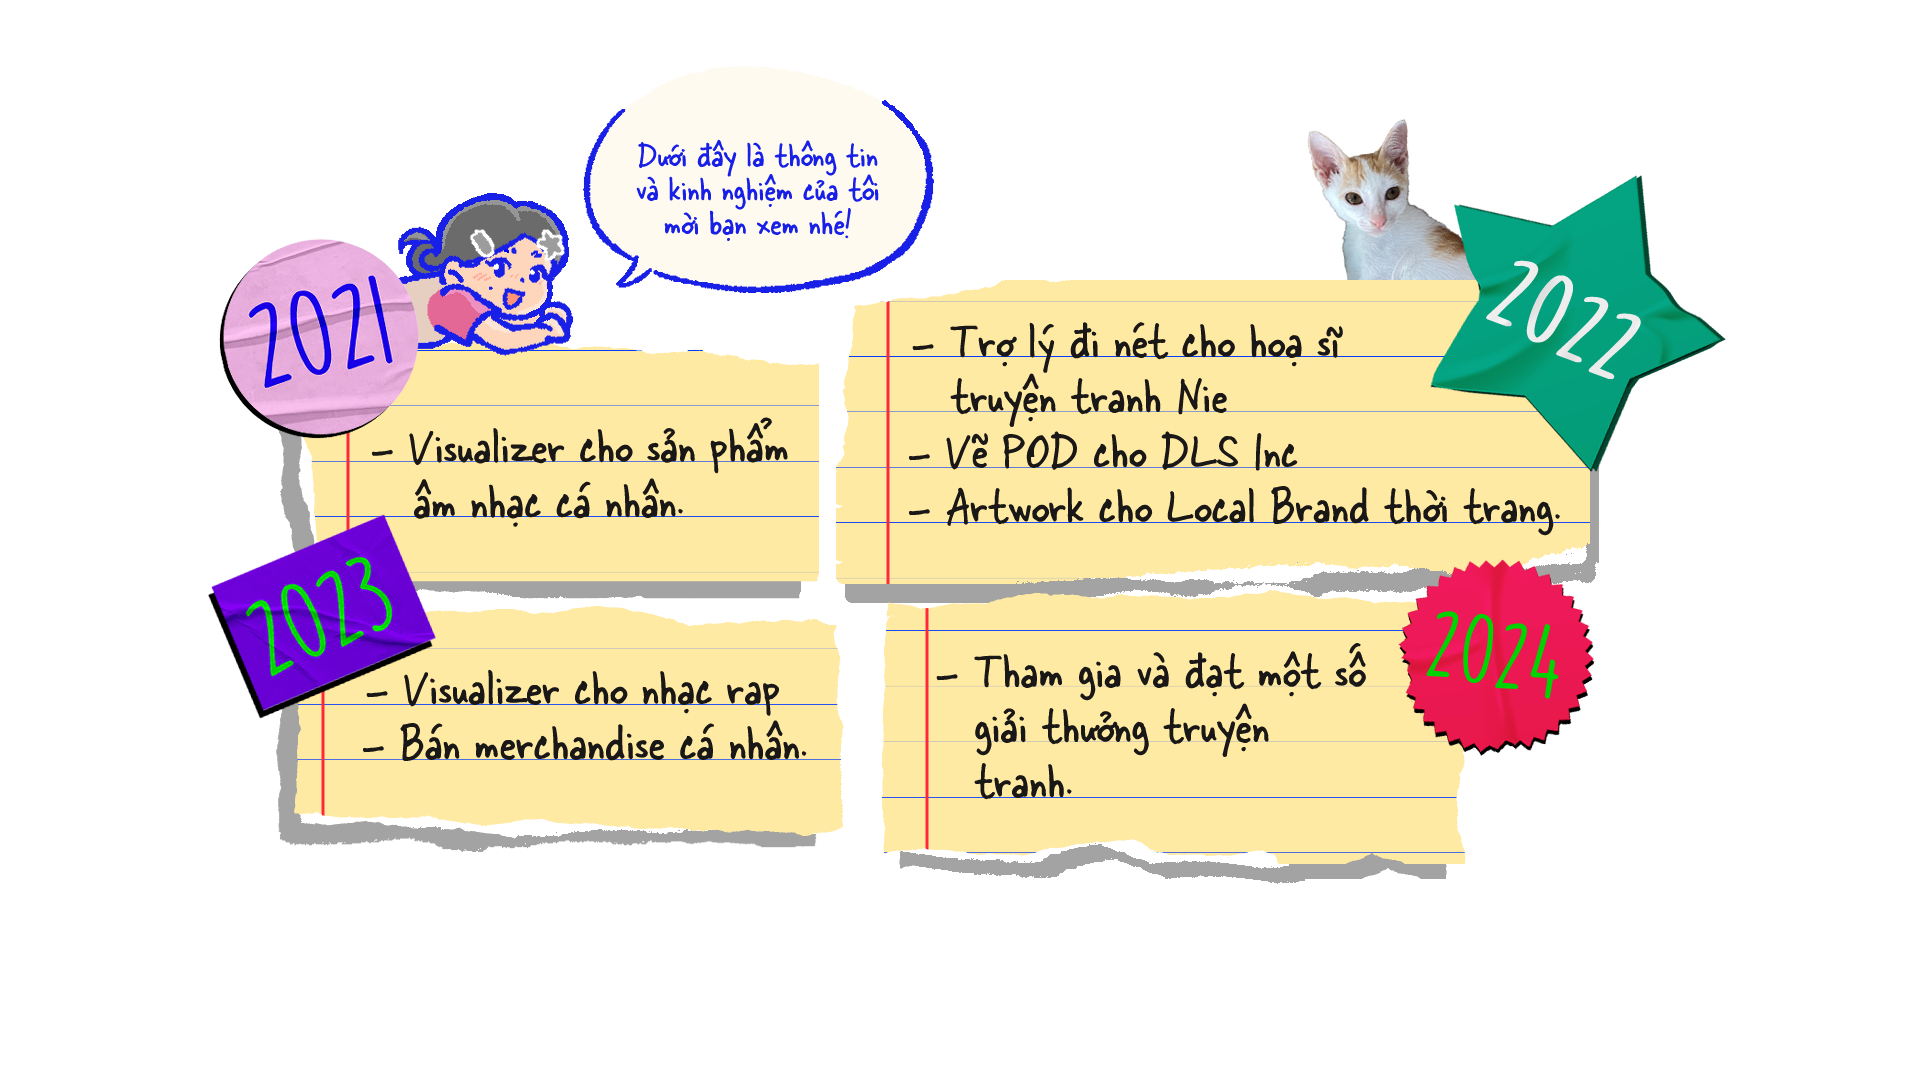 Dưới đây là thông tin
và kinh nghiệm của tôi
mời bạn xem nhé!
2021
– Visualizer cho sản phẩm
âm nhạc cá nhân.
2022
– Trợ lý đi nét cho hoạ sĩ
truyện tranh Nie
– Vẽ POD cho DLS Inc
– Artwork cho Local Brand thời trang.
2023
– Visualizer cho nhạc rap
– Bán merchandise cá nhân.
2024
– Tham gia và đạt một số
giải thưởng truyện
tranh.